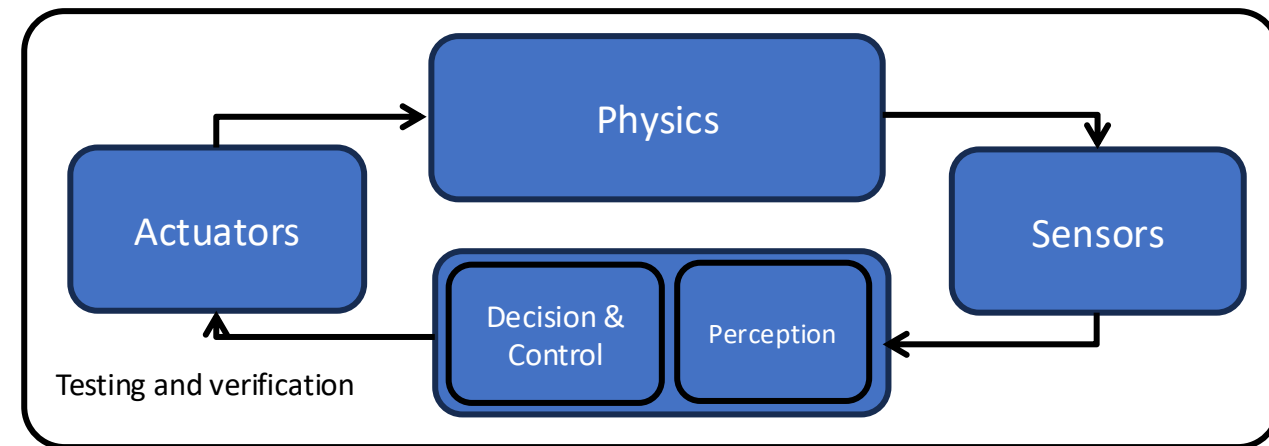 Physics
Actuators
Sensors
Decision &
Control
Perception
Testing and verification